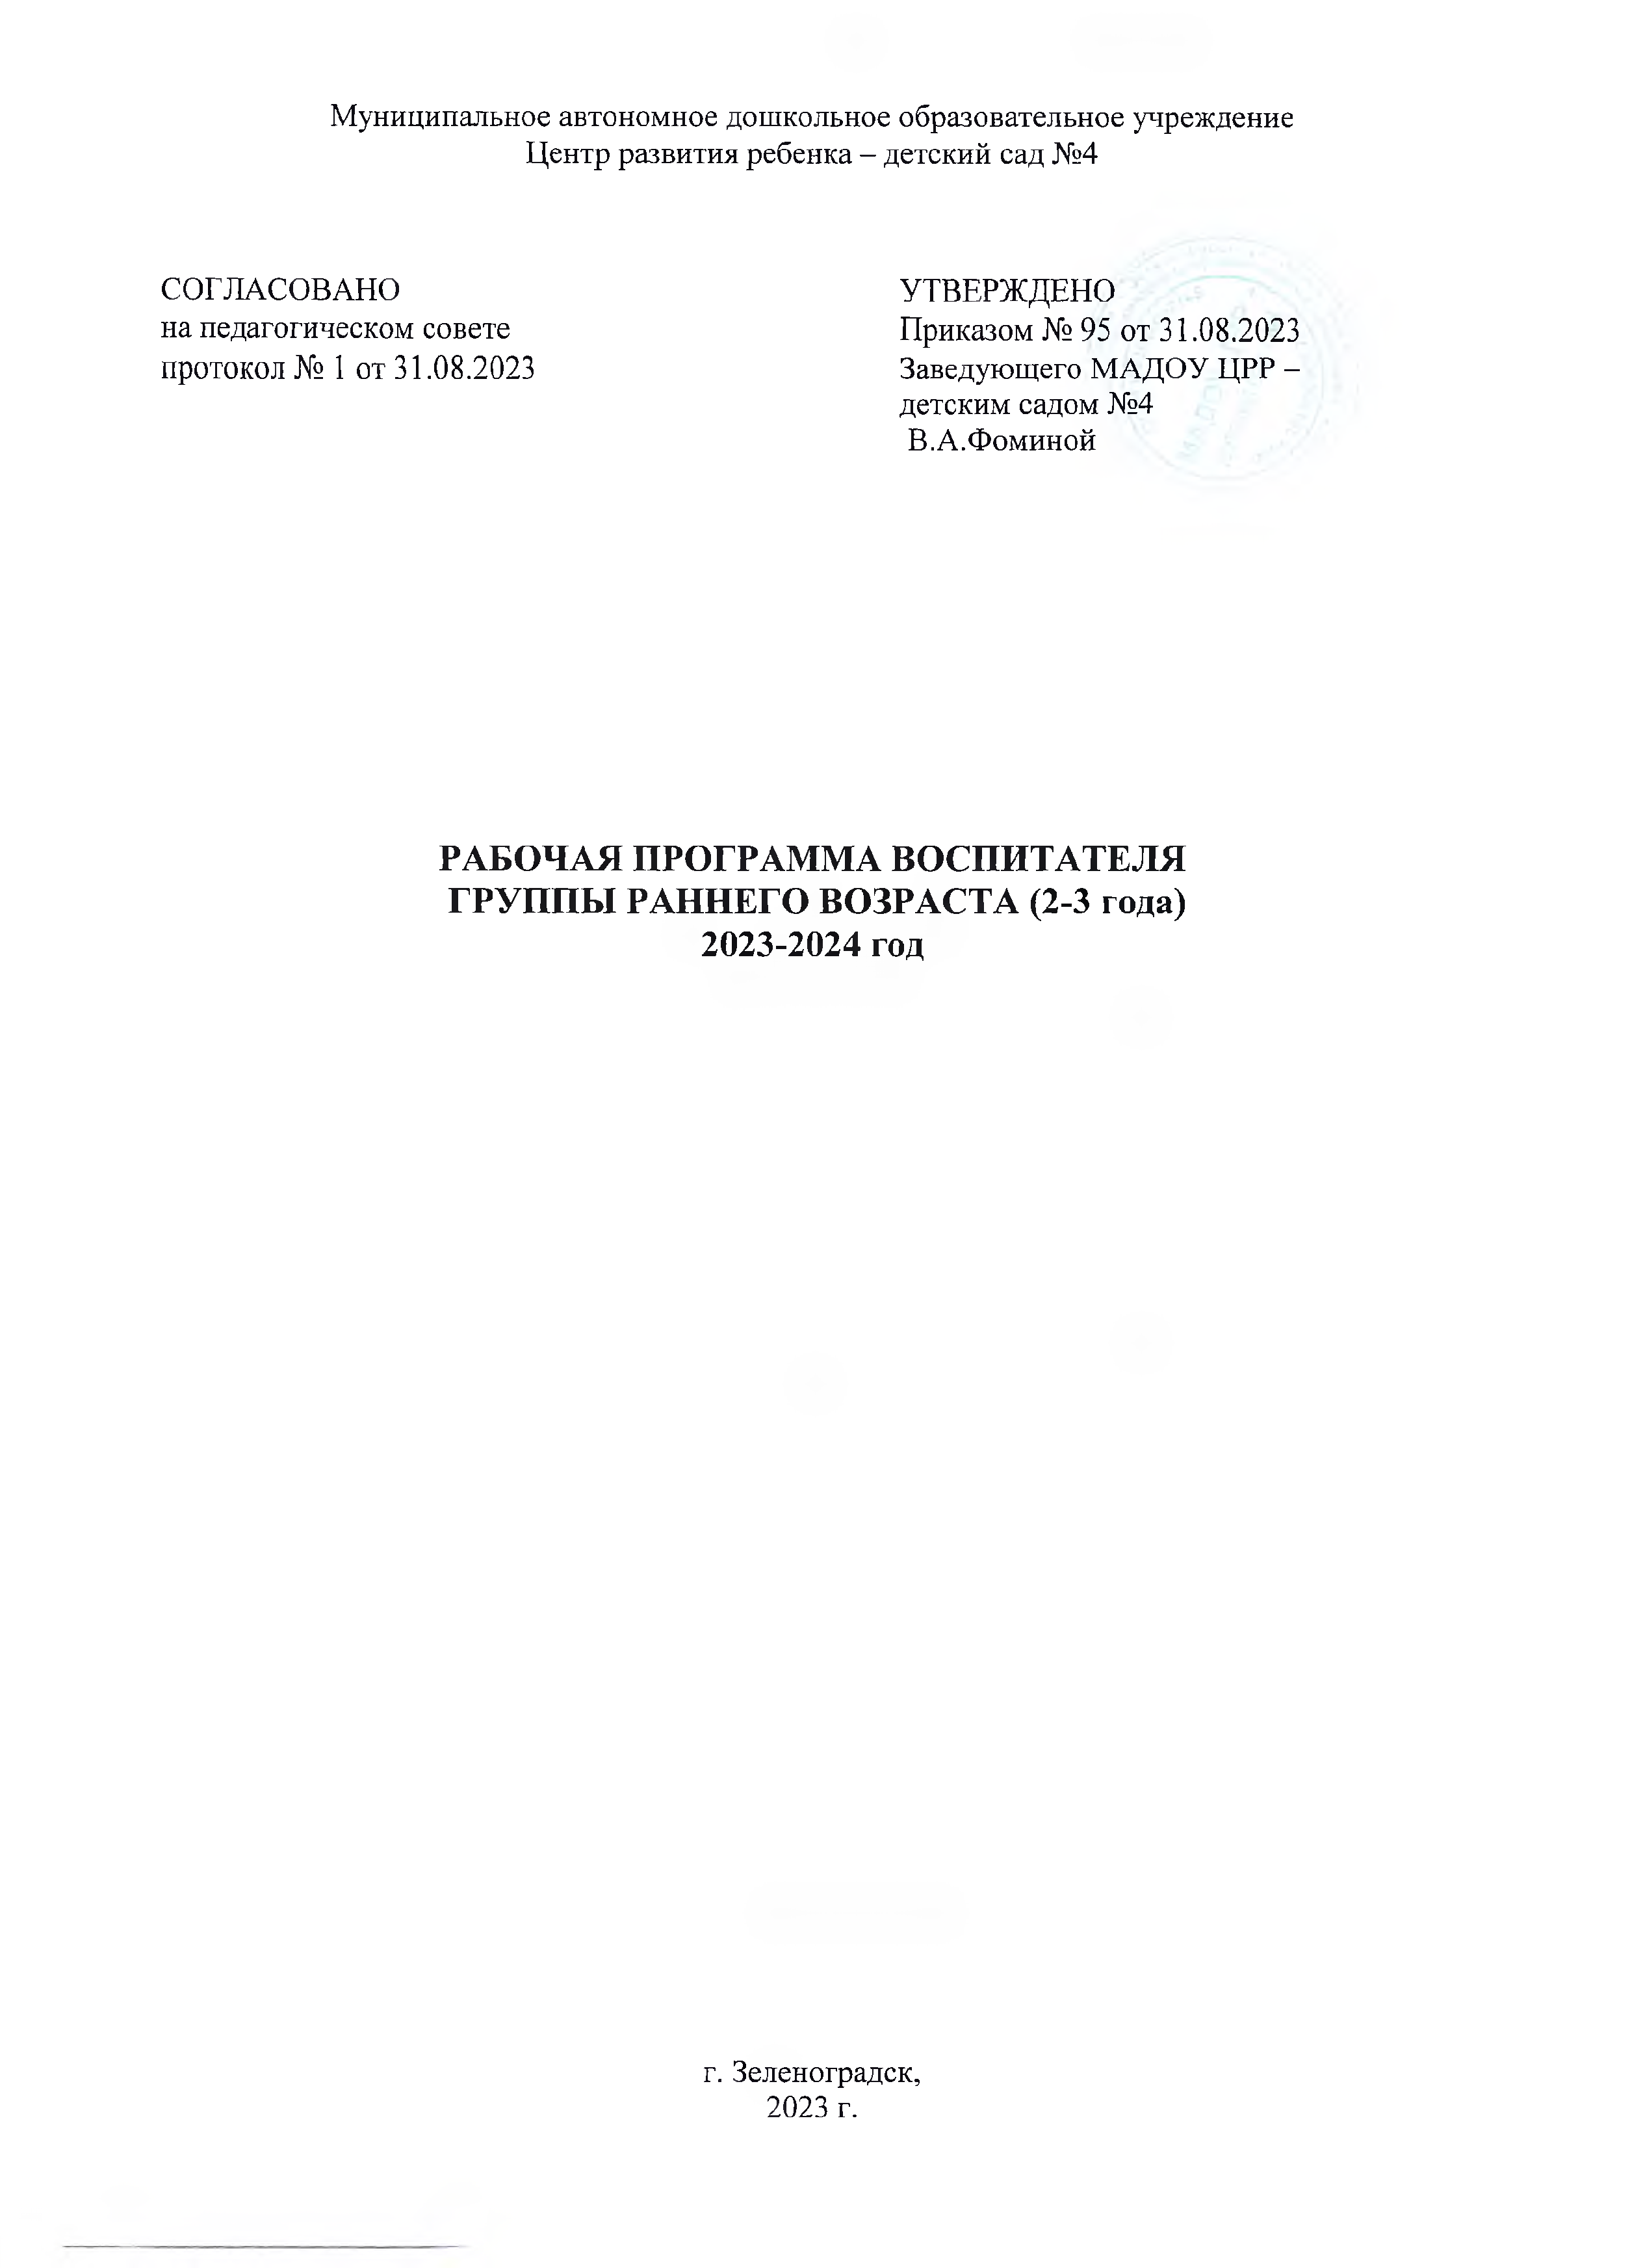 Муниципальное автономное дошкольное образовательное учреждение
Центр развития ребенка – детский сад №4
СОГЛАСОВАНО
на педагогическом совете
протокол № 1 от 31.08.2023
УТВЕРЖДЕНО
Приказом № 95 от 31.08.2023
Заведующего МАДОУ ЦРР –
детским садом №4
В.А.Фоминой
МАДОУ
РАБОЧАЯ ПРОГРАММА ВОСПИТАТЕЛЯ
ГРУППЫ РАННЕГО ВОЗРАСТА (2-3 года)
2023-2024 год
г. Зеленоградск,
2023 г.